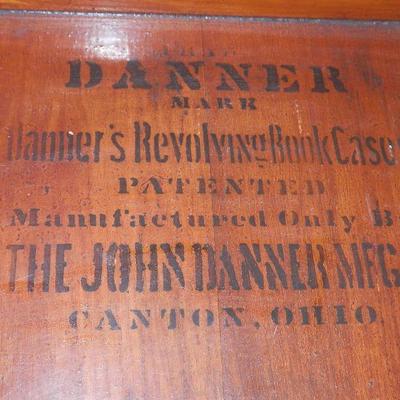 DANNER
MARK
Danner's Revolving Book Case
PATENTED
Manufactured Only B
THE JOHN DANNER MFG
CANTON, OHIO